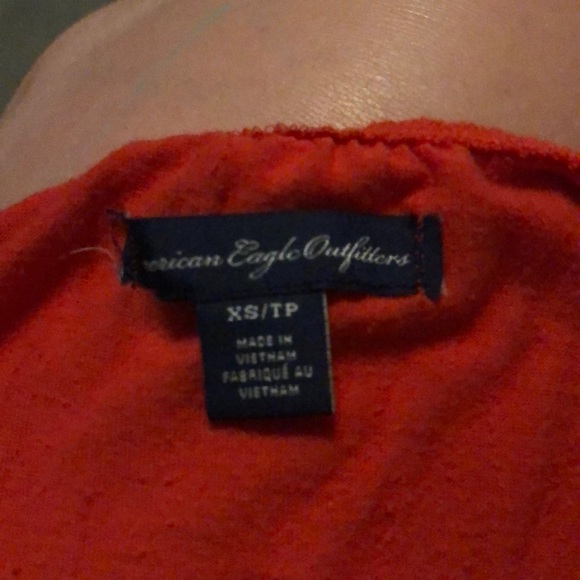 erican Eagle Outfitters
XS/TP
MADE IN
VIETNAM
FABRIQUÉ AU
VIETNAM